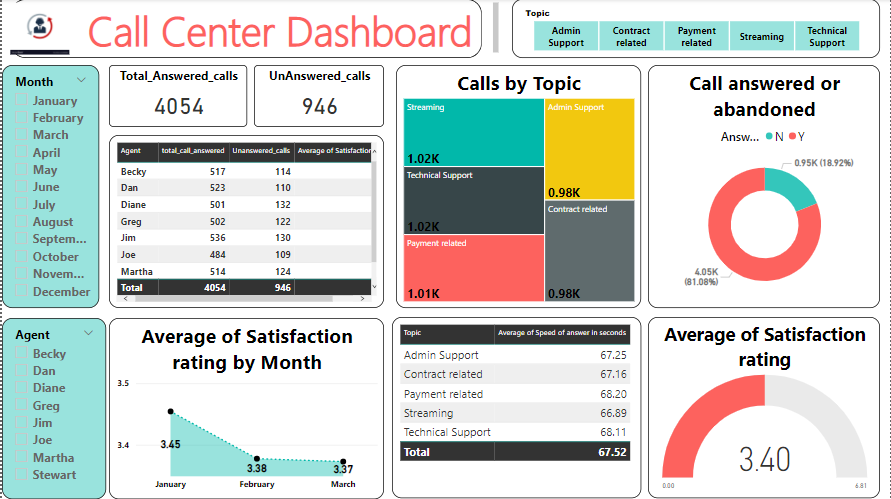 Call Center Dashboard
Topic
Admin Support
Contract related
Payment related
Streaming
Technical Support
Month
January
February
March
April
May
June
July
August
Septem...
October
Novem...
December
Total_Answered_calls
4054
UnAnswered_calls
946
Agent total_call_answered Unanswered_calls Average of Satisfaction
Becky 517 114
Dan 523 110
Diane 501 132
Greg 502 122
Jim 536 130
Joe 484 109
Martha 514 124
Total 4054 946
Calls by Topic
Streaming
1.02K
Technical Support
1.02K
Payment related
1.01K
Admin Support
0.98K
Contract related
0.98K
Call answered or
abandoned
Answ... N Y
0.95K (18.92%)
4.05K
(81.08%)
Agent
Becky
Dan
Diane
Greg
Jim
Joe
Martha
Stewart
Average of Satisfaction
rating by Month
3.5
3.4
3.45
3.38
3.37
January February March
Topic Average of Speed of answer in seconds
Admin Support 67.25
Contract related 67.16
Payment related 68.20
Streaming 66.89
Technical Support 68.11
Total 67.52
Average of Satisfaction
rating
3.40
0.00 6.81